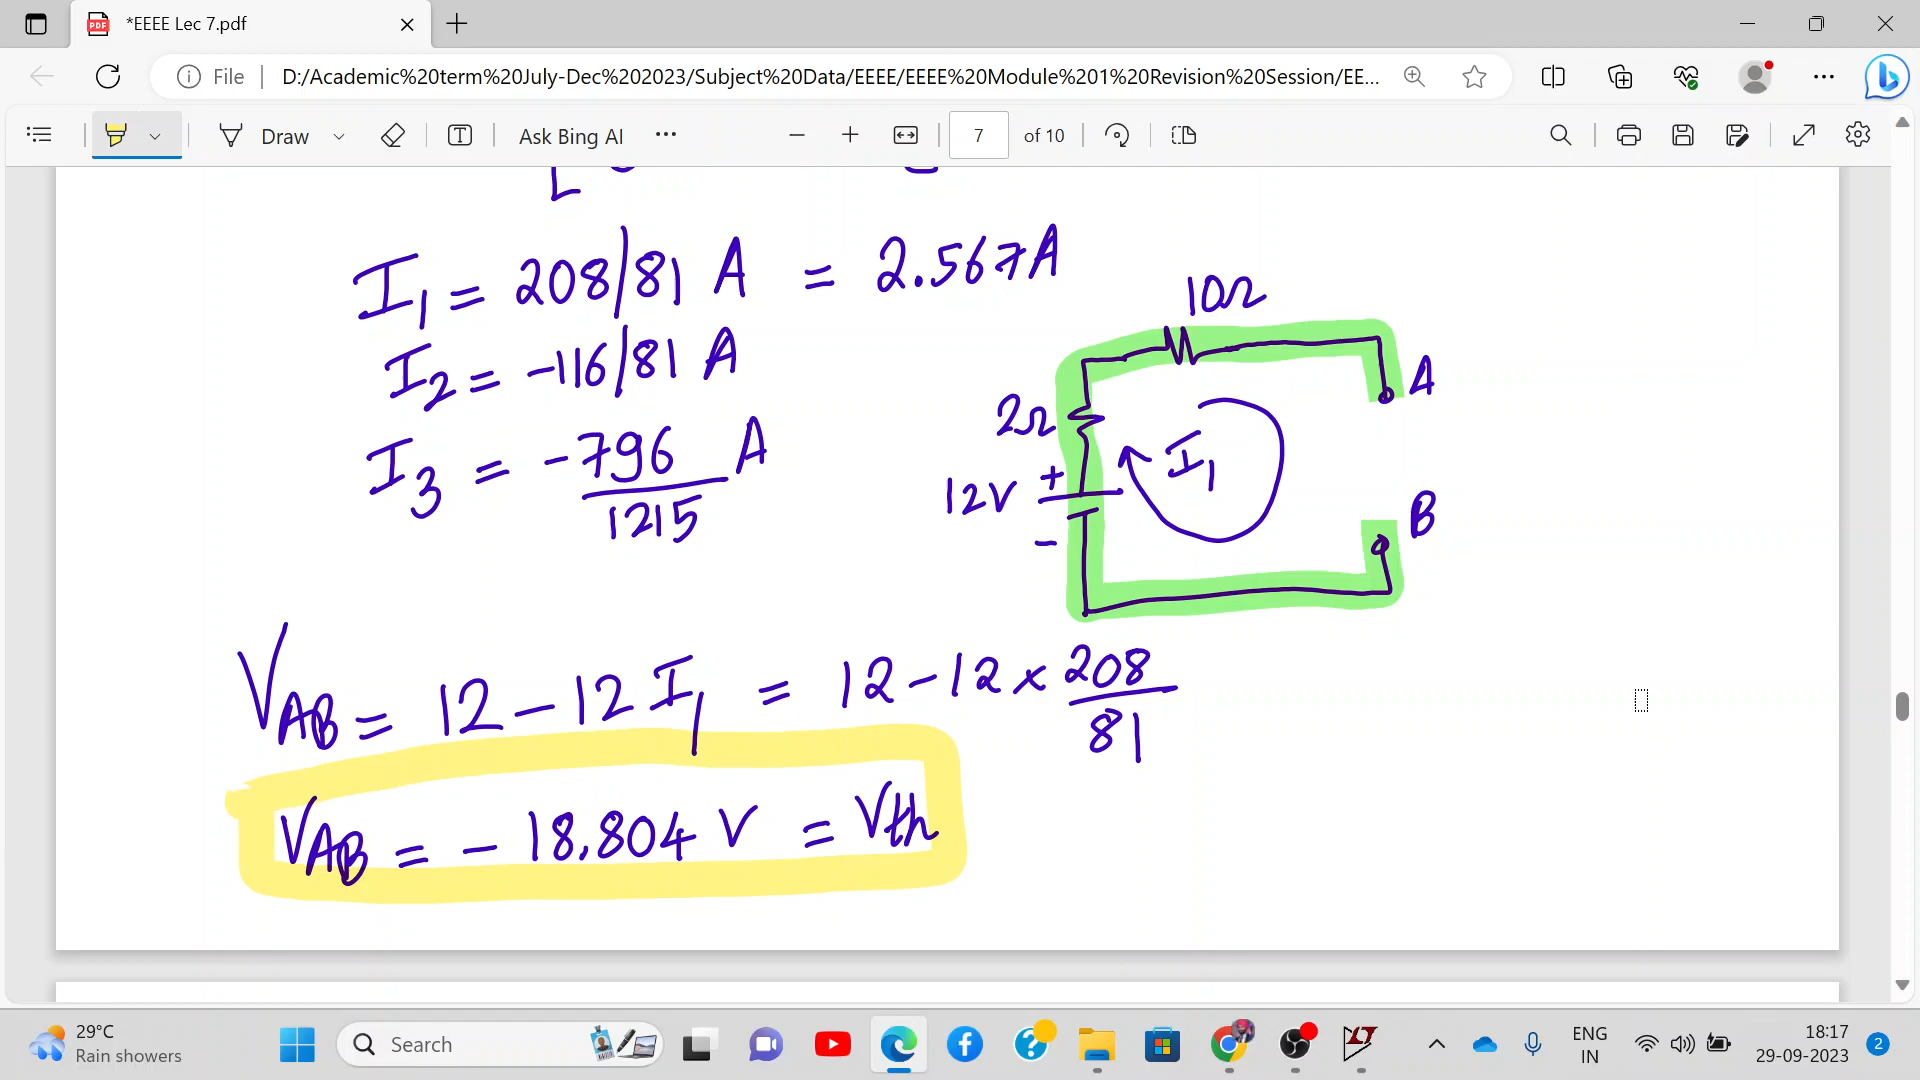 *EEEE Lec 7.pdf
File D:/Academic%20term%20July-Dec%202023/Subject%20Data/EEEE/EEEE%20Module%201%20Revision%20Session/EE...
Draw Ask Bing AI 7 of 10
I1 = 208/81 A = 2.567A
I2 = -116/81 A
I3 = -796/1215 A
10Ω
2Ω
12V
+
-
I1
A
B
VAB = 12 - 12 I1 = 12 - 12 × 208/81
VAB = - 18.804 V = Vth
29°C
Rain showers
Search
ENG
IN
18:17
29-09-2023
2